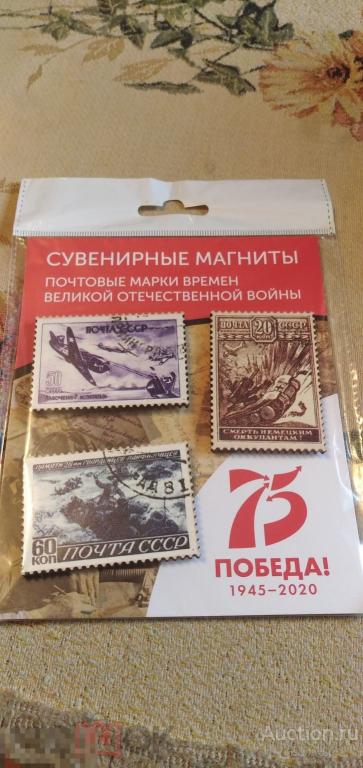 СУВЕНИРНЫЕ МАГНИТЫ
ПОЧТОВЫЕ МАРКИ ВРЕМЕН
ВЕЛИКОЙ ОТЕЧЕСТВЕННОЙ ВОЙНЫ
ПОЧТА СССР
50
ПОЧТА 20 СССР
СМЕРТЬ НЕМЕЦКИМ
ОККУПАНТАМ!
60
КОП
ПОЧТА СССР
75
ПОБЕДА!
1945–2020
Auction.ru